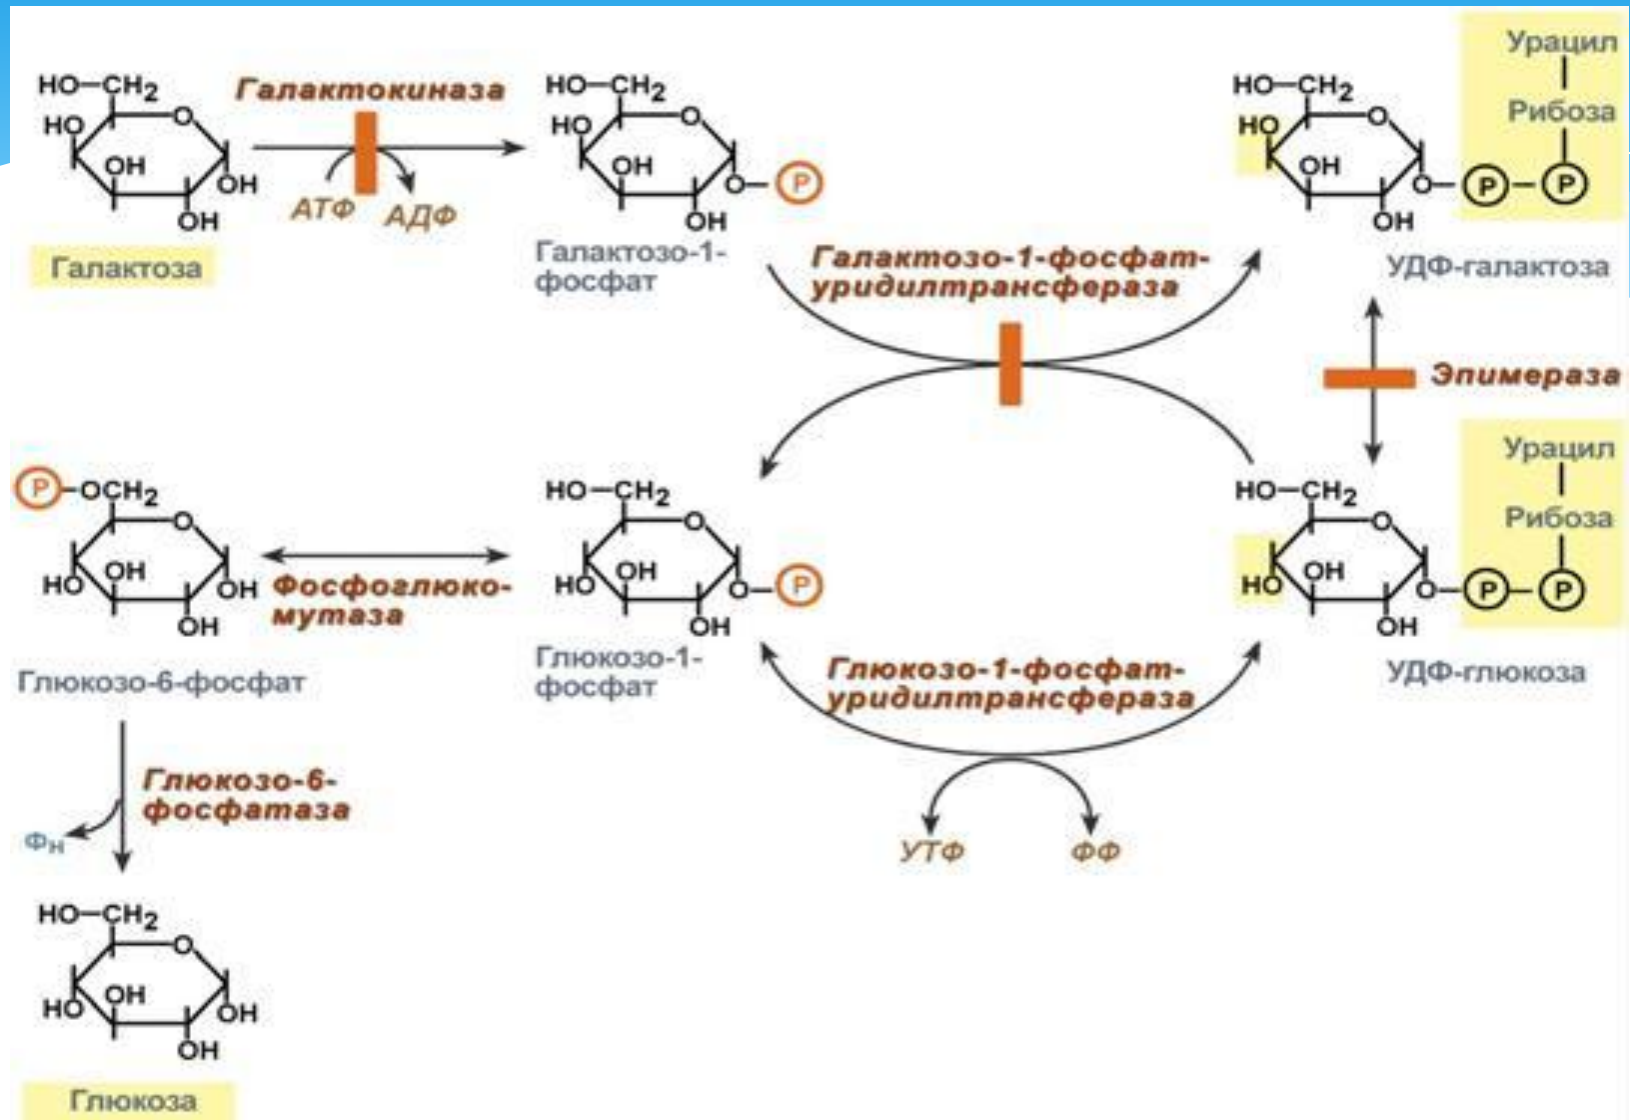 Урацил
Рибоза
HO–CH₂
O
HO
OH
OH
OH
Галактоза
Галактокиназа
АТФ
АДФ
HO–CH₂
O
HO
OH
O–P
OH
Галактозо-1-
фосфат
Галактозо-1-фосфат-
уридилтрансфераза
HO–CH₂
O
HO
OH
O–P–P
OH
УДФ-галактоза
Эпимераза
Урацил
Рибоза
P–OCH₂
O
HO
OH
OH
OH
Глюкозо-6-фосфат
Фосфоглюко-
мутаза
HO–CH₂
O
HO
OH
O–P
OH
Глюкозо-1-
фосфат
HO–CH₂
O
HO
OH
O–P–P
OH
УДФ-глюкоза
Глюкозо-1-фосфат-
уридилтрансфераза
УТФ
ФФ
Глюкозо-6-
фосфатаза
Фн
HO–CH₂
O
HO
OH
OH
OH
Глюкоза